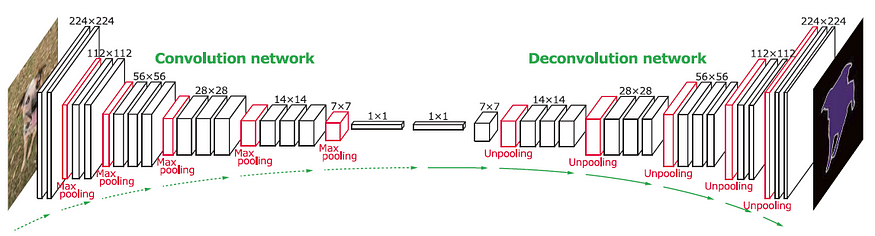 224×224
224×224
112×112
112×112
Convolution network
Deconvolution network
56×56
56×56
28×28
28×28
14×14
14×14
7×7
7×7
1×1
1×1
Max
pooling
Max
pooling
Max
pooling
Max
pooling
Max
pooling
Unpooling
Unpooling
Unpooling
Unpooling
Unpooling